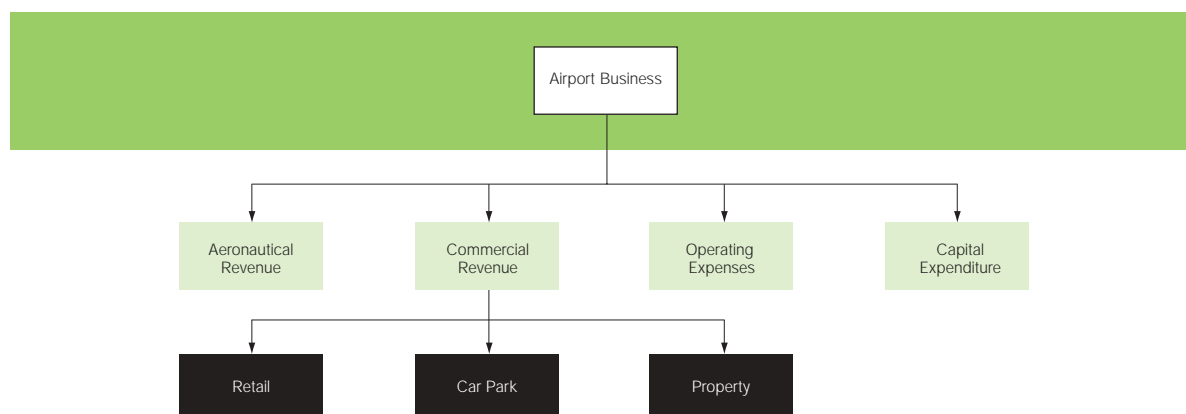 Airport Business
Aeronautical
Revenue
Commercial
Revenue
Operating
Expenses
Capital
Expenditure
Retail
Car Park
Property